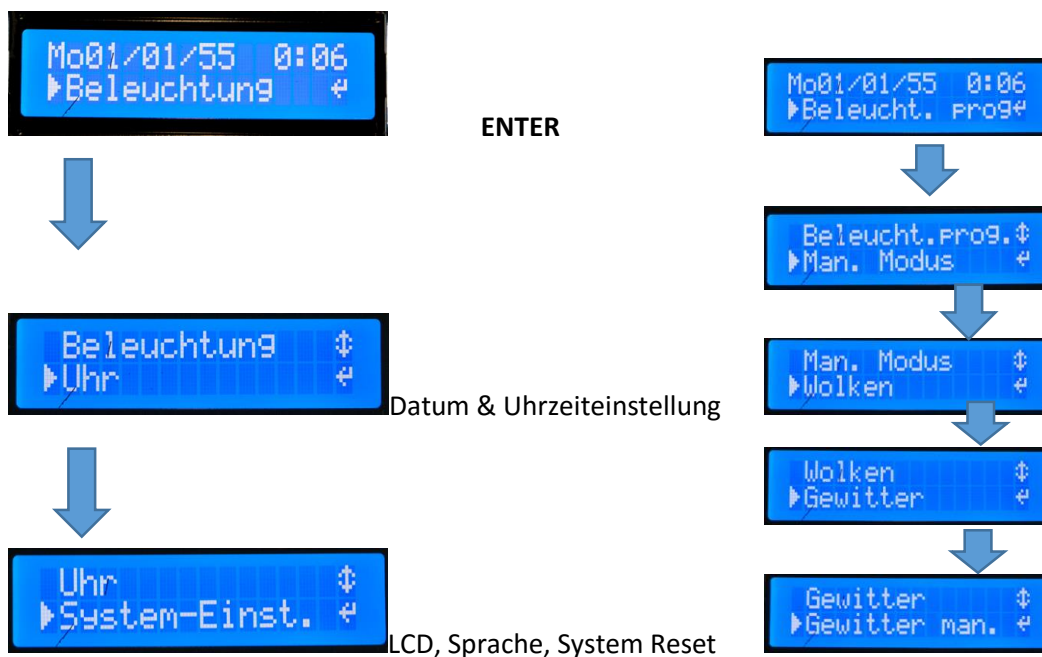 Mo01/01/55 0:06
▶Beleuchtung ↵
ENTER
Beleuchtung ↕
▶Uhr ↵
Datum & Uhrzeiteinstellung
Uhr ↕
▶System-Einst. ↵
LCD, Sprache, System Reset
Mo01/01/55 0:06
▶Beleucht. prog↵
Beleucht.prog.↕
▶Man. Modus ↵
Man. Modus ↕
▶Wolken ↵
Wolken ↕
▶Gewitter ↵
Gewitter ↕
▶Gewitter man. ↵